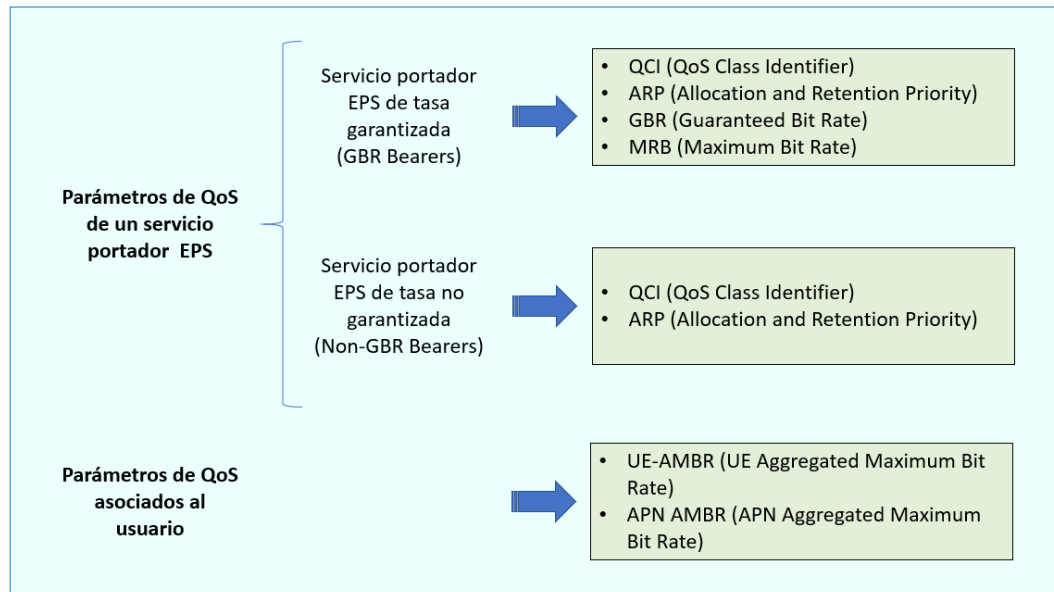 Parámetros de QoS
de un servicio
portador EPS
Servicio portador
EPS de tasa
garantizada
(GBR Bearers)
• QCI (QoS Class Identifier)
• ARP (Allocation and Retention Priority)
• GBR (Guaranteed Bit Rate)
• MRB (Maximum Bit Rate)
Servicio portador
EPS de tasa no
garantizada
(Non-GBR Bearers)
• QCI (QoS Class Identifier)
• ARP (Allocation and Retention Priority)
Parámetros de QoS
asociados al
usuario
• UE-AMBR (UE Aggregated Maximum Bit
Rate)
• APN AMBR (APN Aggregated Maximum
Bit Rate)